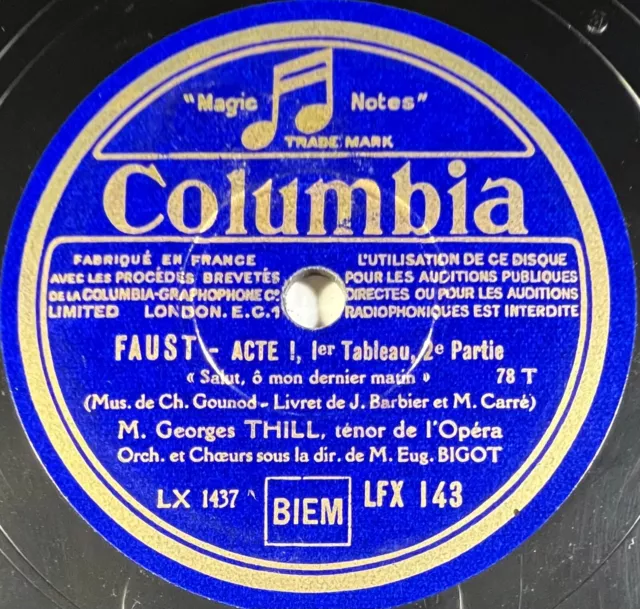 "Magic Notes"
TRADE MARK
Columbia
FABRIQUÉ EN FRANCE
AVEC LES PROCÉDÉS BREVETÉS
DE LA COLUMBIA-GRAPHOPHONE Cº
LIMITED LONDON. E.C.1
L'UTILISATION DE CE DISQUE
POUR LES AUDITIONS PUBLIQUES
DIRECTES OU POUR LES AUDITIONS
RADIOPHONIQUES EST INTERDITE
FAUST - ACTE I, Ier Tableau, 2e Partie
« Salut, ô mon dernier matin » 78 T
(Mus. de Ch. Gounod - Livret de J. Barbier et M. Carré)
M. Georges THILL, ténor de l'Opéra
Orch. et Chœurs sous la dir. de M. Eug. BIGOT
LX 1437 BIEM LFX 143